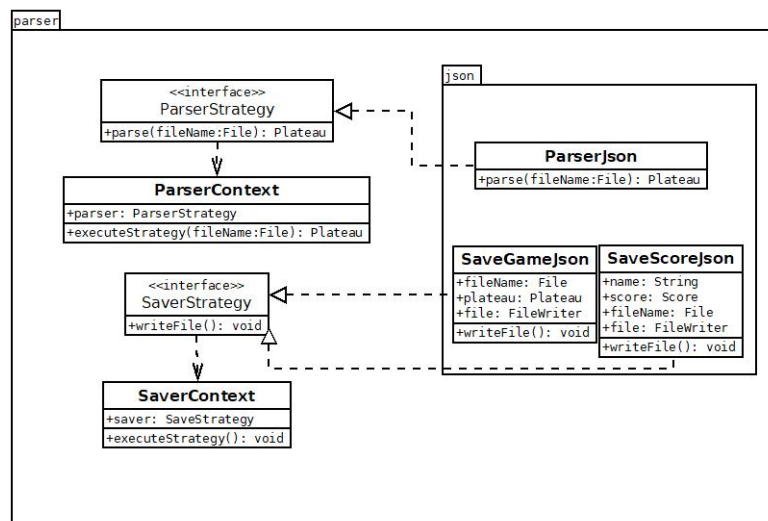 parser
<<interface>>
ParserStrategy
+parse(fileName:File): Plateau
ParserContext
+parser: ParserStrategy
+executeStrategy(fileName:File): Plateau
<<interface>>
SaverStrategy
+writeFile(): void
SaverContext
+saver: SaveStrategy
+executeStrategy(): void
json
ParserJson
+parse(fileName:File): Plateau
SaveGameJson
+fileName: File
+plateau: Plateau
+file: FileWriter
+writeFile(): void
SaveScoreJson
+name: String
+score: Score
+fileName: File
+file: FileWriter
+writeFile(): void